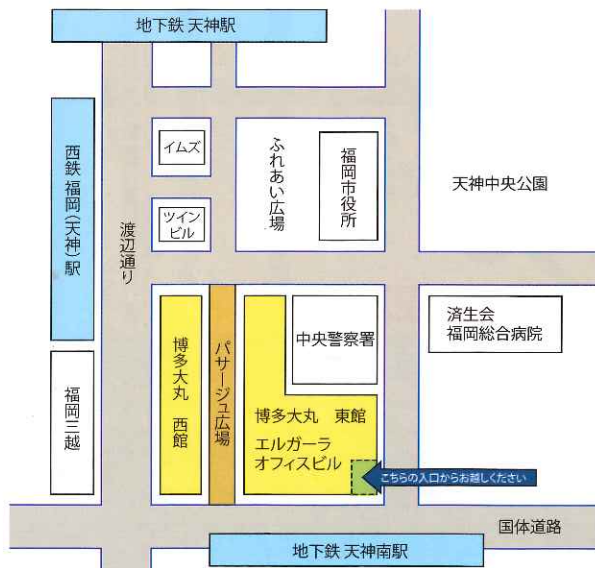 地下鉄 天神駅
西鉄 福岡(天神)駅
渡辺通り
イムズ
ふれあい広場
福岡市役所
天神中央公園
ツイン
ビル
福岡三越
博多大丸 西館
パサージュ広場
中央警察署
済生会
福岡総合病院
博多大丸 東館
エルガーラ
オフィスビル
こちらの入口からお越しください
国体道路
地下鉄 天神南駅